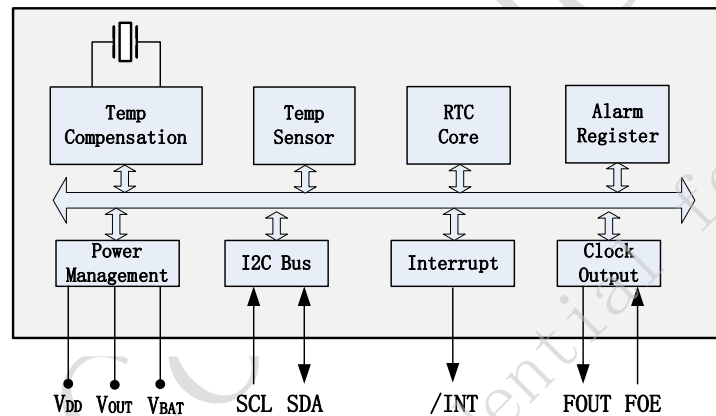 Temp
Compensation
Temp
Sensor
RTC
Core
Alarm
Register
Power
Management
I2C Bus
Interrupt
Clock
Output
VDD VOUT VBAT SCL SDA /INT FOUT FOE